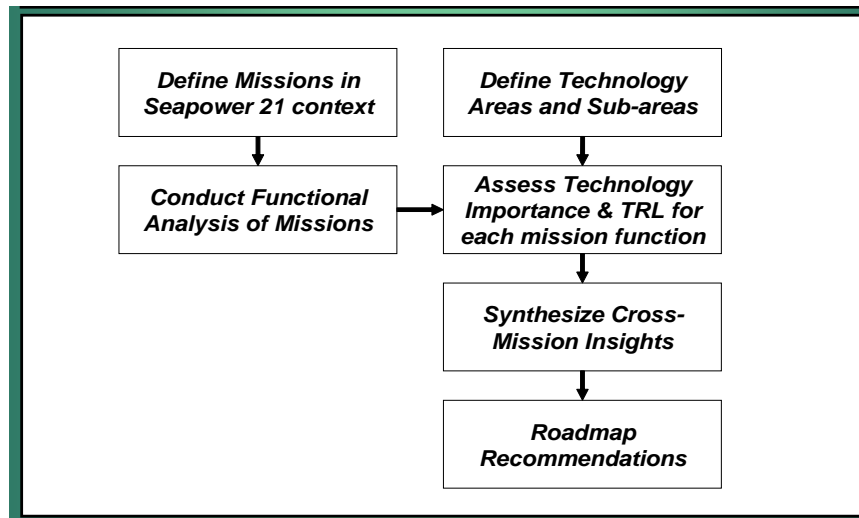 Define Missions in
Seapower 21 context
Define Technology
Areas and Sub-areas
Conduct Functional
Analysis of Missions
Assess Technology
Importance & TRL for
each mission function
Synthesize Cross-
Mission Insights
Roadmap
Recommendations